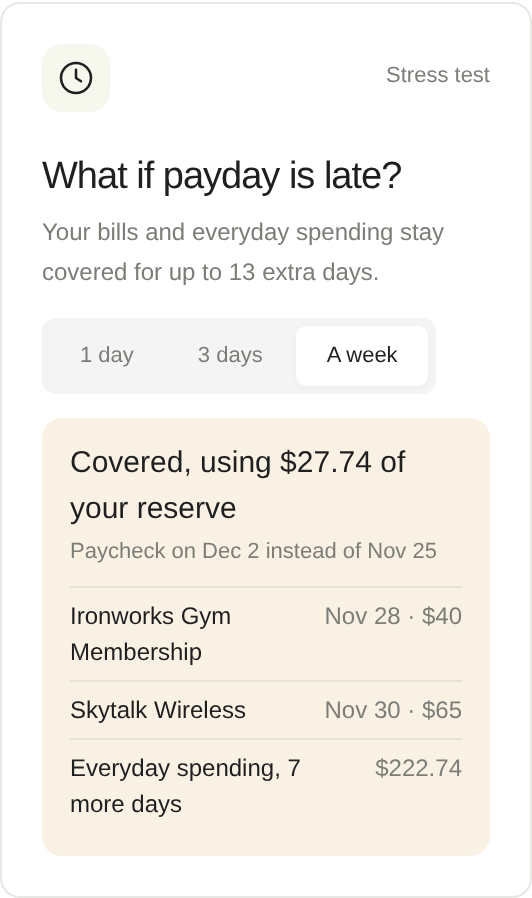 Stress test
What if payday is late?
Your bills and everyday spending stay
covered for up to 13 extra days.
1 day
3 days
A week
Covered, using $27.74 of
your reserve
Paycheck on Dec 2 instead of Nov 25
Ironworks Gym
Membership
Nov 28 · $40
Skytalk Wireless
Nov 30 · $65
Everyday spending, 7
more days
$222.74